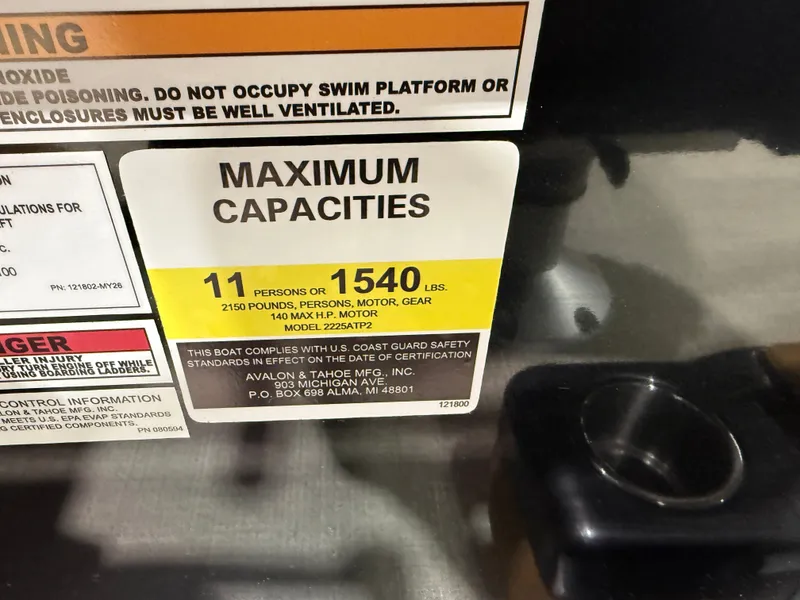 NING
NOXIDE
DE POISONING. DO NOT OCCUPY SWIM PLATFORM OR
ENCLOSURES MUST BE WELL VENTILATED.
ON
ULATIONS FOR
FT
C.
00
PN: 121802-MY26
NGER
ER INJURY
RY TURN ENGINE OFF WHILE
USING BOARDING LADDERS.
CONTROL INFORMATION
LON & TAHOE MFG. INC.
MEETS U.S. EPA EVAP STANDARDS
G CERTIFIED COMPONENTS.
PN 080504
MAXIMUM
CAPACITIES
11 PERSONS OR 1540 LBS.
2150 POUNDS, PERSONS, MOTOR, GEAR
140 MAX H.P. MOTOR
MODEL 2225ATP2
THIS BOAT COMPLIES WITH U.S. COAST GUARD SAFETY
STANDARDS IN EFFECT ON THE DATE OF CERTIFICATION
AVALON & TAHOE MFG., INC.
903 MICHIGAN AVE.
P.O. BOX 698 ALMA, MI 48801
121800